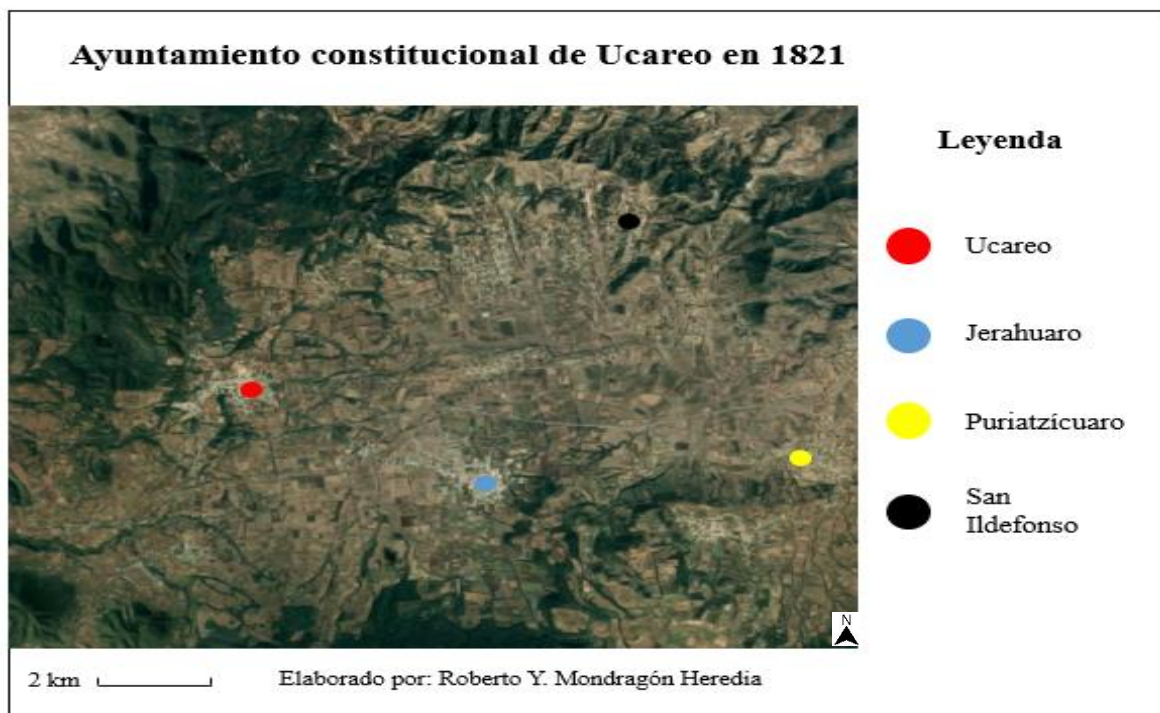 Ayuntamiento constitucional de Ucareo en 1821
Leyenda
Ucareo
Jerahuaro
Puriatzícuaro
San
Ildefonso
N
2 km
Elaborado por: Roberto Y. Mondragón Heredia